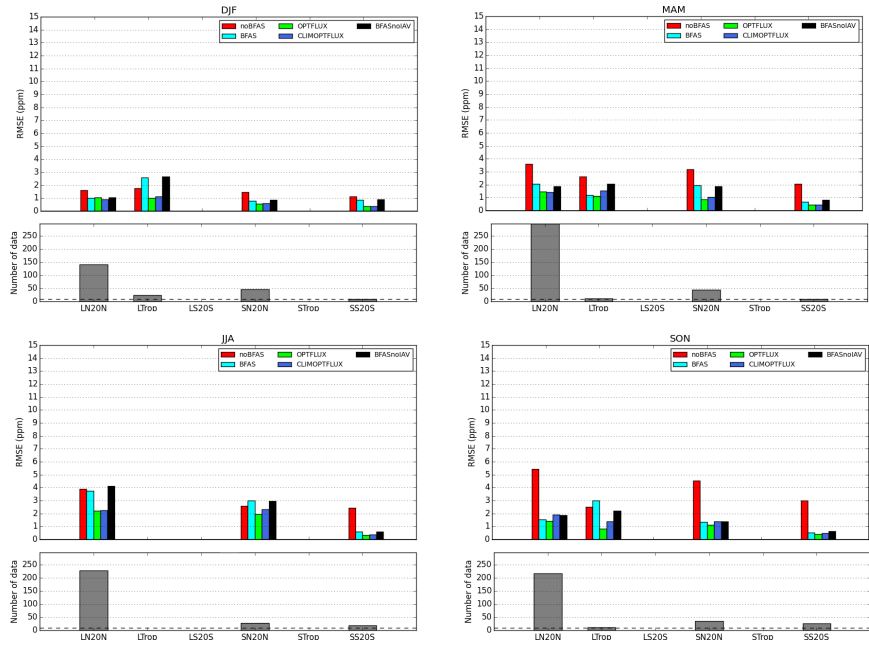 DJF
15
14
13
12
11
10
9
8
7
6
5
4
3
2
1
0
RMSE (ppm)
noBFAS
BFAS
OPTFLUX
CLIMOPTFLUX
BFASnoIAV
250
200
150
100
50
0
Number of data
LN20N LTrop LS20S SN20N STrop SS20S
MAM
15
14
13
12
11
10
9
8
7
6
5
4
3
2
1
0
RMSE (ppm)
noBFAS
BFAS
OPTFLUX
CLIMOPTFLUX
BFASnoIAV
250
200
150
100
50
0
Number of data
LN20N LTrop LS20S SN20N STrop SS20S
JJA
15
14
13
12
11
10
9
8
7
6
5
4
3
2
1
0
RMSE (ppm)
noBFAS
BFAS
OPTFLUX
CLIMOPTFLUX
BFASnoIAV
250
200
150
100
50
0
Number of data
LN20N LTrop LS20S SN20N STrop SS20S
SON
15
14
13
12
11
10
9
8
7
6
5
4
3
2
1
0
RMSE (ppm)
noBFAS
BFAS
OPTFLUX
CLIMOPTFLUX
BFASnoIAV
250
200
150
100
50
0
Number of data
LN20N LTrop LS20S SN20N STrop SS20S